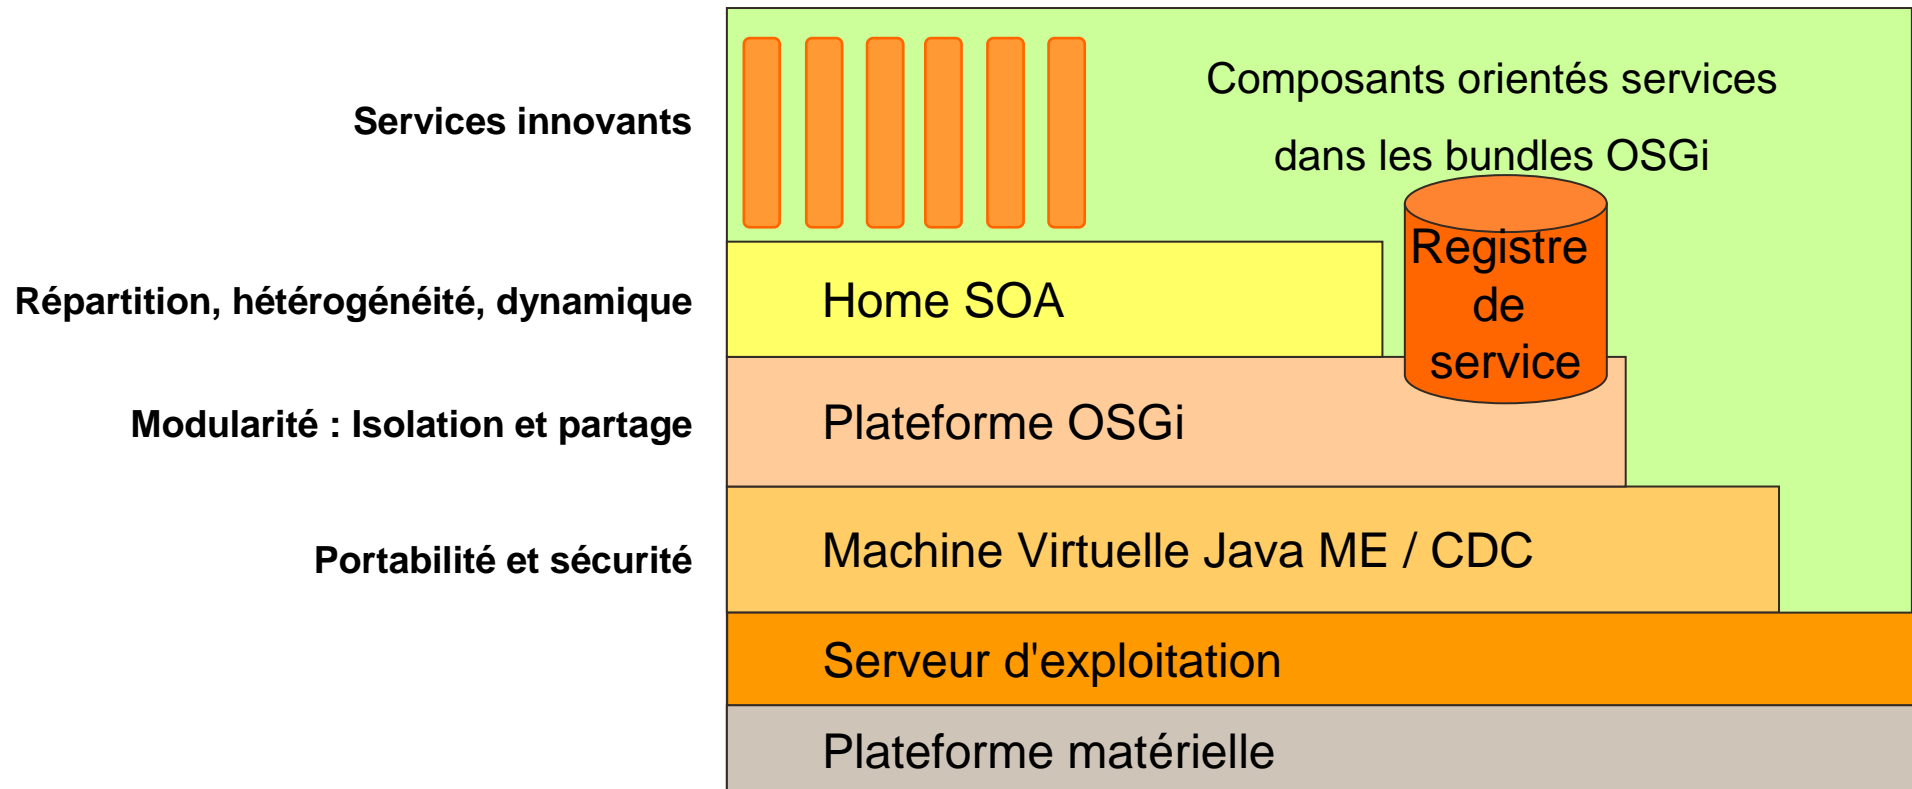 Composants orientés services
Services innovants
dans les bundles OSGi
Registre
de
service
Répartition, hétérogénéité, dynamique
Home SOA
Modularité : Isolation et partage
Plateforme OSGi
Portabilité et sécurité
Machine Virtuelle Java ME / CDC
Serveur d'exploitation
Plateforme matérielle